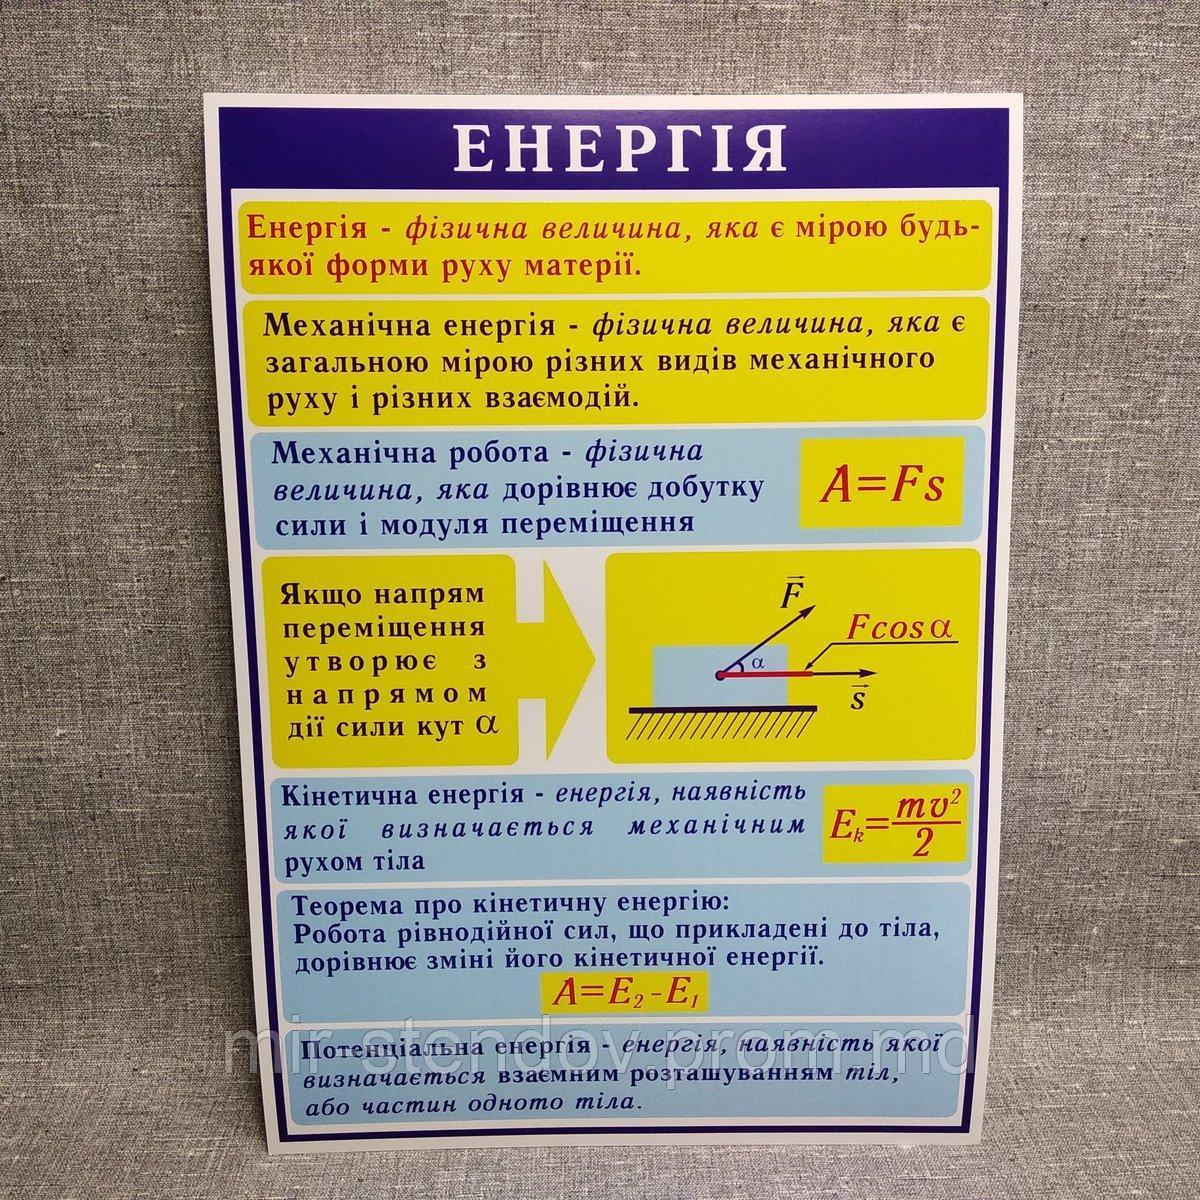 ЕНЕРГІЯ
Енергія - фізична величина, яка є мірою будь-
якої форми руху матерії.
Механічна енергія - фізична величина, яка є
загальною мірою різних видів механічного
руху і різних взаємодій.
Механічна робота - фізична
величина, яка дорівнює добутку
сили і модуля переміщення
A=Fs
Якщо напрям
переміщення
утворює з
напрямом
дії сили кут α
F
Fcosα
α
s
Кінетична енергія - енергія, наявність
якої визначається механічним
рухом тіла
Eₖ=mv²
2
Теорема про кінетичну енергію:
Робота рівнодійної сил, що прикладені до тіла,
дорівнює зміні його кінетичної енергії.
A=E₂-E₁
Потенціальна енергія - енергія, наявність якої
визначається взаємним розташуванням тіл,
або частин одного тіла.
mir-stendov.prom.md